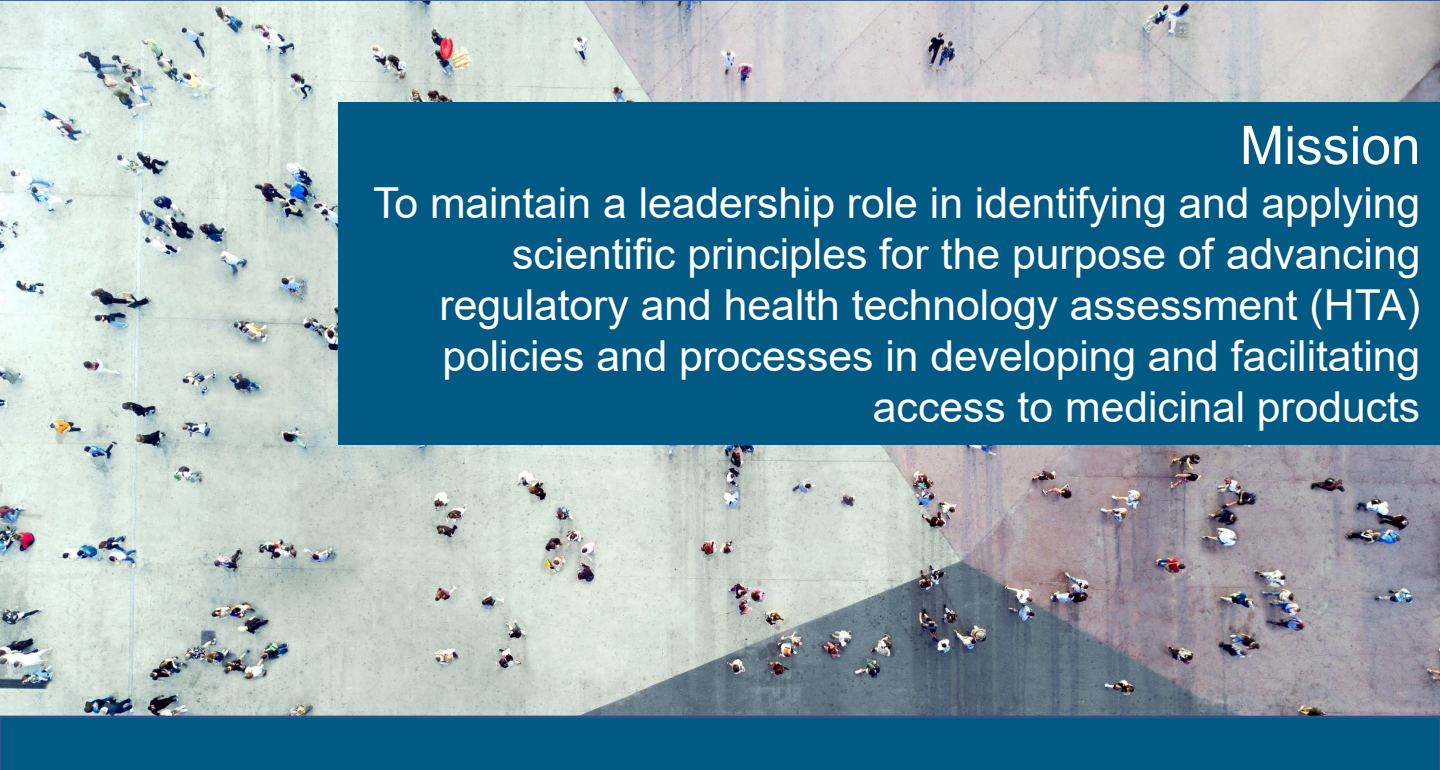 Mission
To maintain a leadership role in identifying and applying
scientific principles for the purpose of advancing
regulatory and health technology assessment (HTA)
policies and processes in developing and facilitating
access to medicinal products